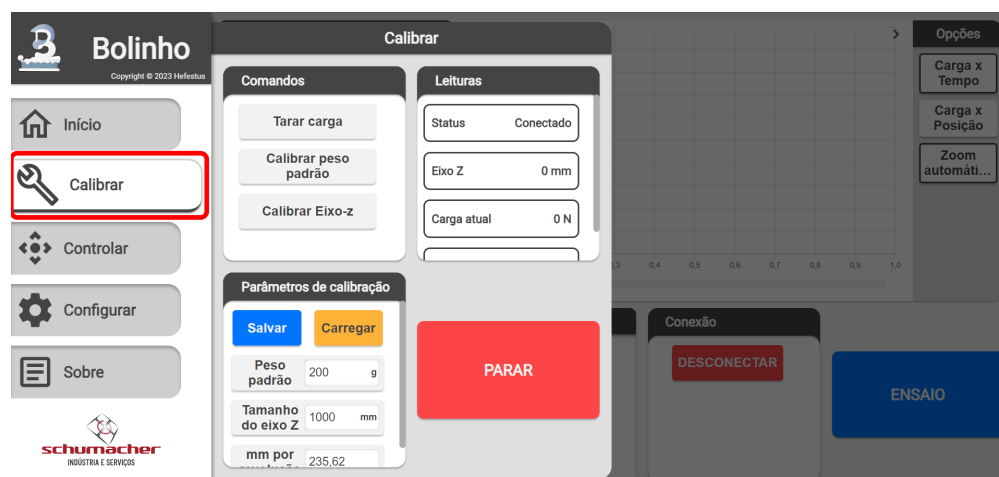 Bolinho
Copyright © 2023 Hefestus
Início
Calibrar
Controlar
Configurar
Sobre
schumacher
INDÚSTRIA E SERVIÇOS
Calibrar
Comandos
Tarar carga
Calibrar peso
padrão
Calibrar Eixo-z
Leituras
Status Conectado
Eixo Z 0 mm
Carga atual 0 N
Parâmetros de calibração
Salvar Carregar
Peso
padrão 200 g
Tamanho
do eixo Z 1000 mm
mm por
235,62
PARAR
0,4 0,5 0,6 0,7 0,8 0,9 1,0
Opções
Carga x
Tempo
Carga x
Posição
Zoom
automáti...
Conexão
DESCONECTAR
ENSAIO